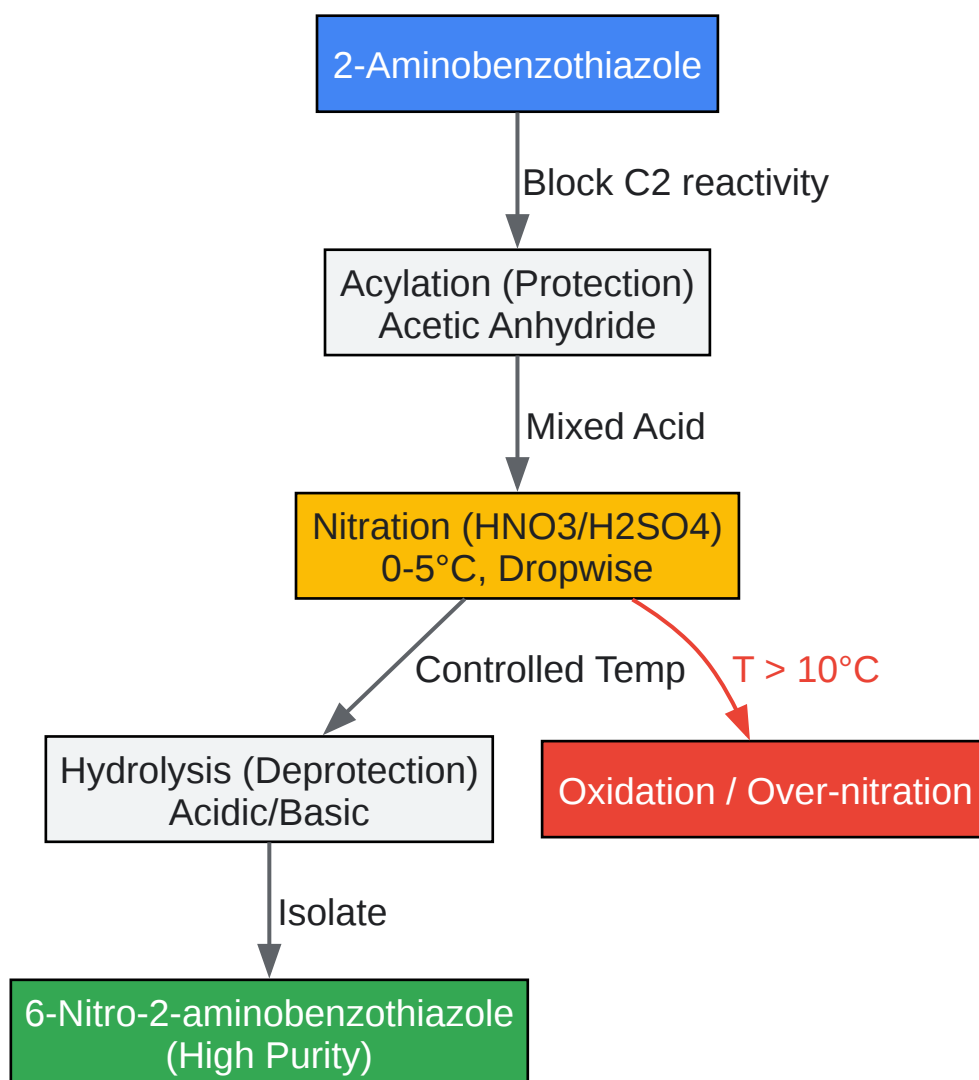 2-Aminobenzothiazole
Block C2 reactivity
Acylation (Protection)
Acetic Anhydride
Mixed Acid
Nitration (HNO3/H2SO4)
0-5°C, Dropwise
Controlled Temp
T > 10°C
Hydrolysis (Deprotection)
Acidic/Basic
Oxidation / Over-nitration
Isolate
6-Nitro-2-aminobenzothiazole
(High Purity)